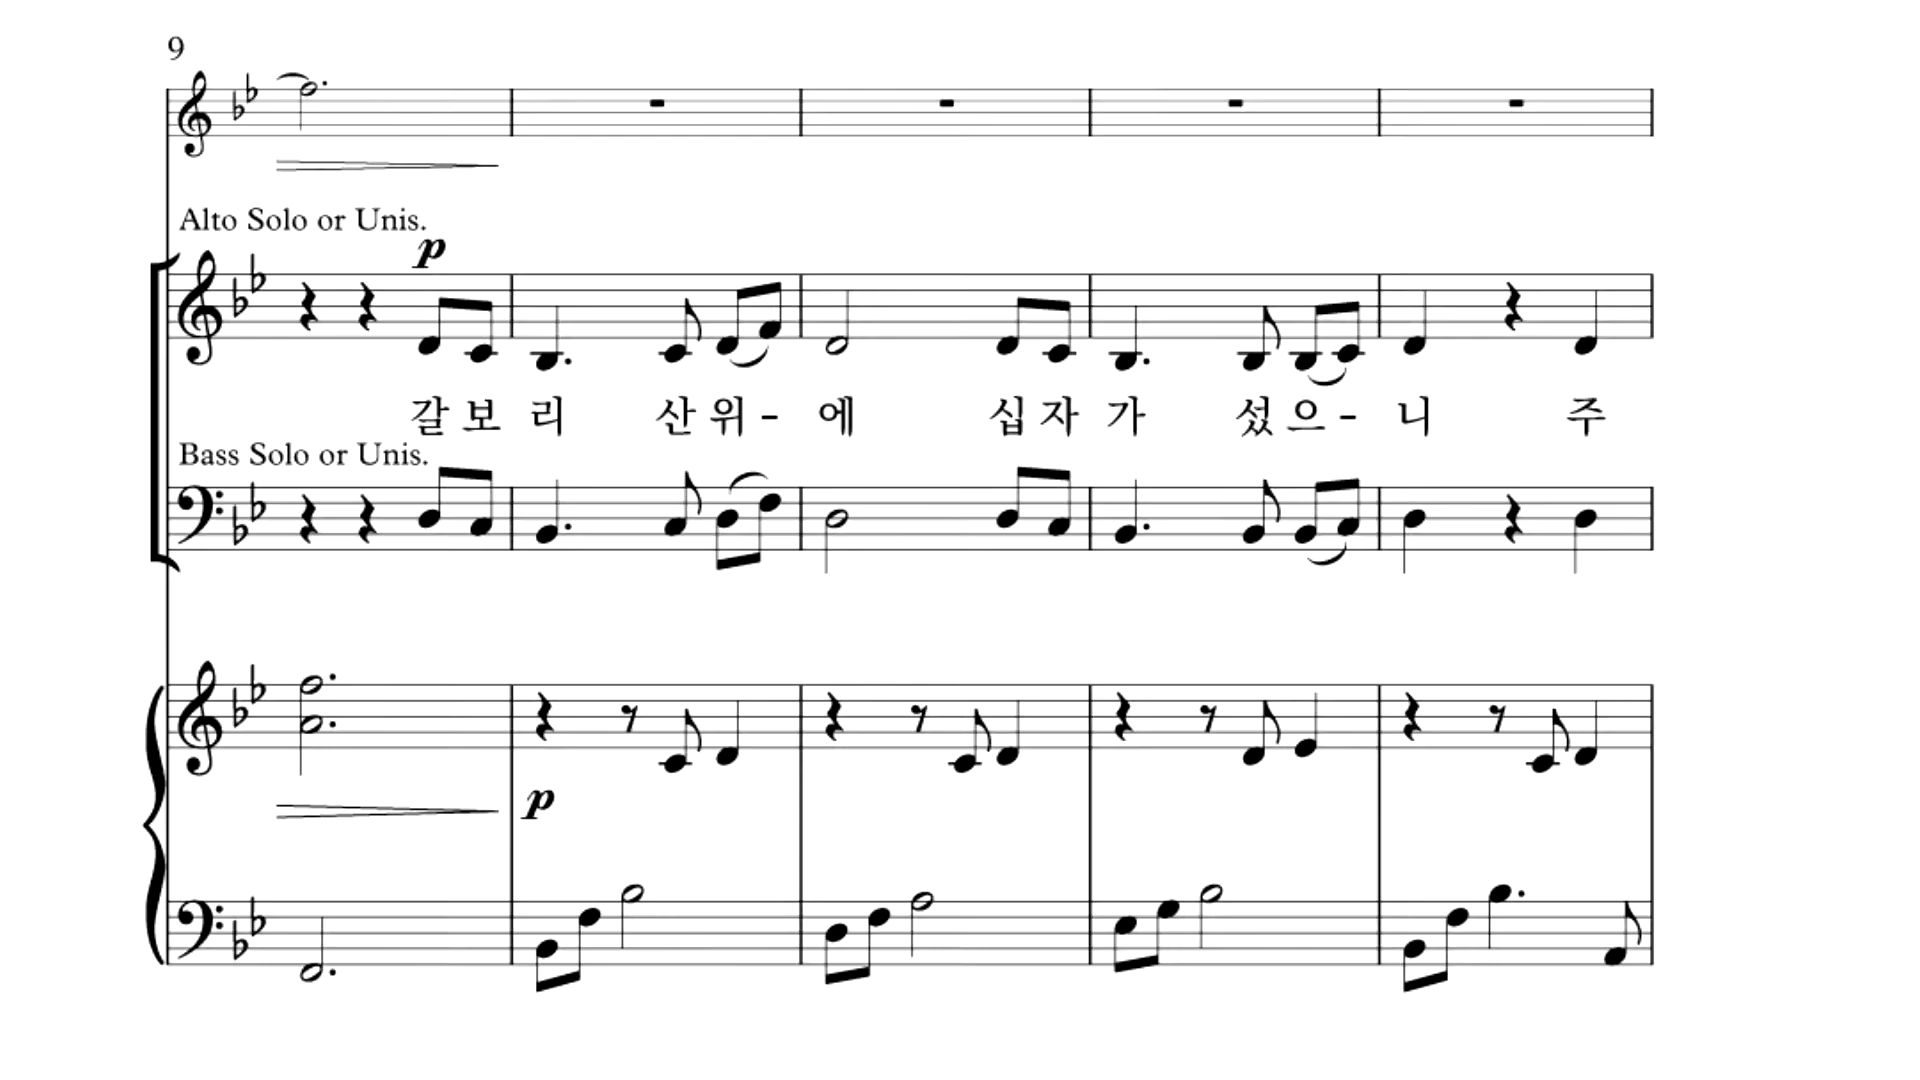 9
Alto Solo or Unis.
p
갈 보 리 산 위 - 에 십 자 가 섰 으 - 니 주
Bass Solo or Unis.
p